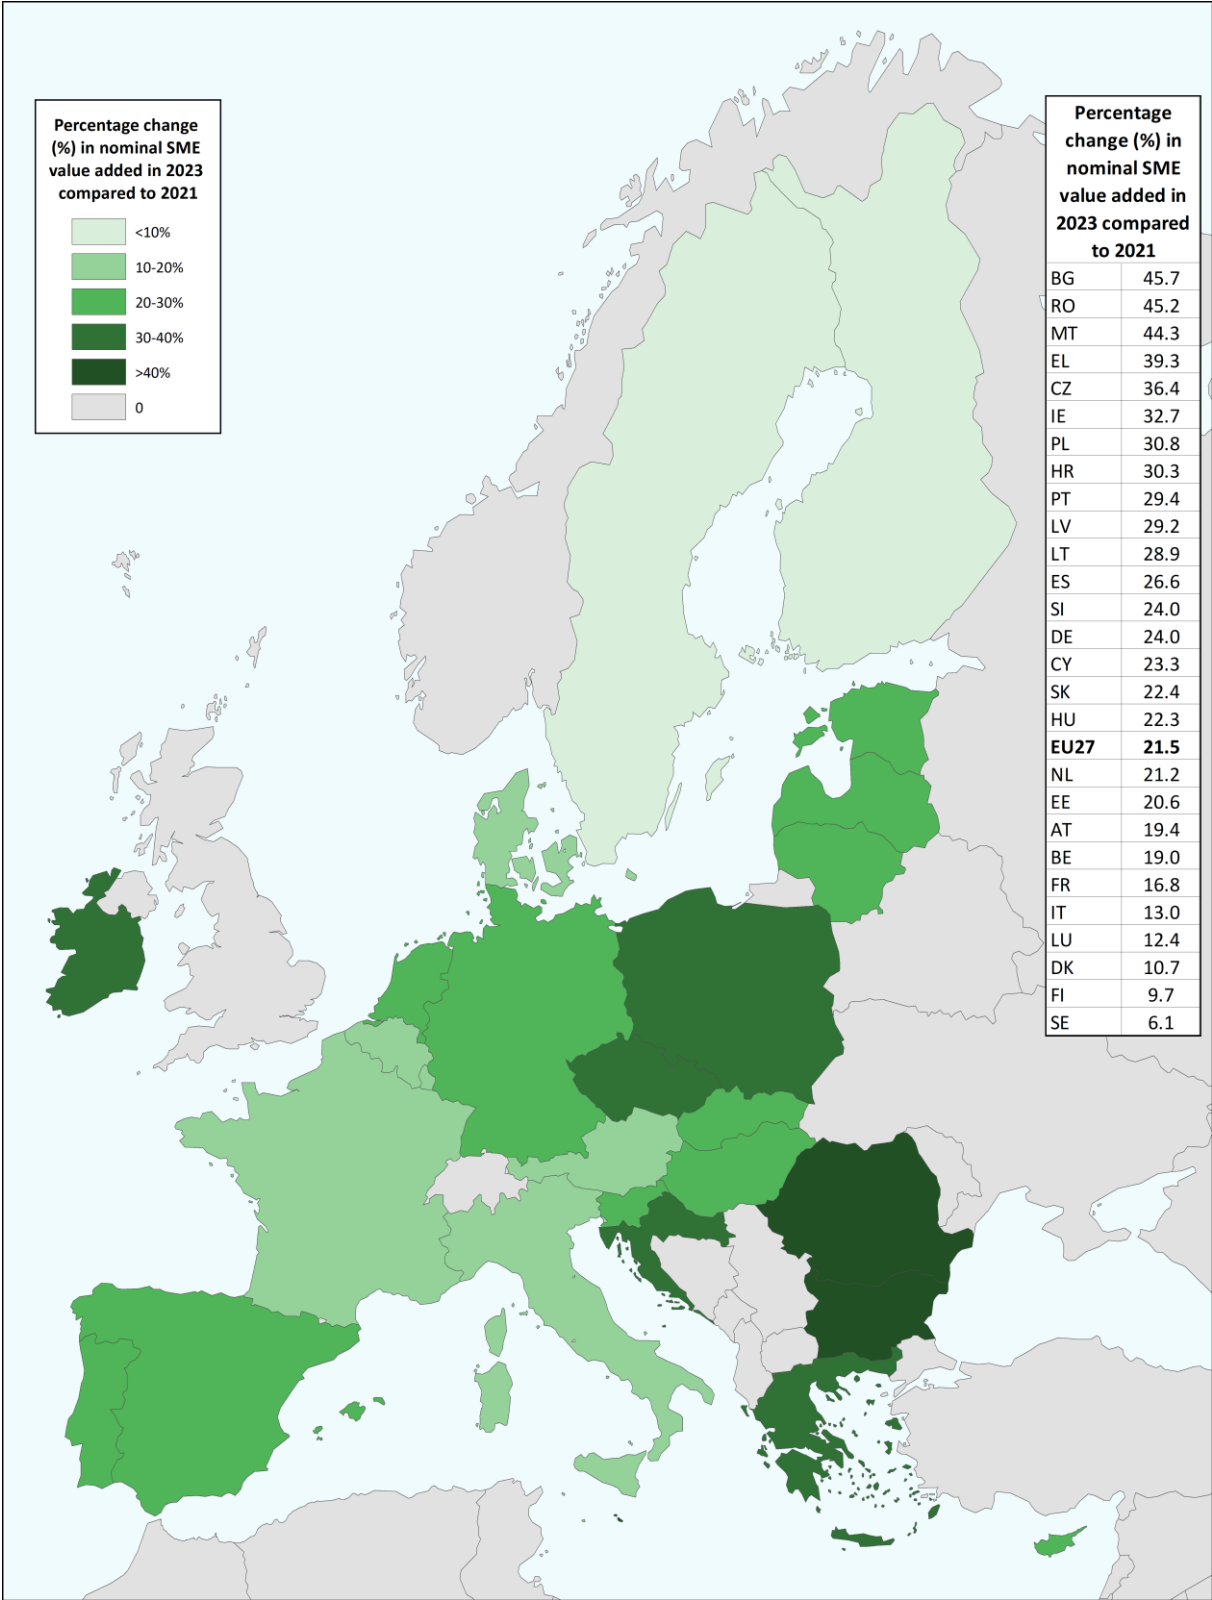 Percentage change
(%) in nominal SME
value added in 2023
compared to 2021
<10%
10-20%
20-30%
30-40%
>40%
0
Percentage
change (%) in
nominal SME
value added in
2023 compared
to 2021
BG 45.7
RO 45.2
MT 44.3
EL 39.3
CZ 36.4
IE 32.7
PL 30.8
HR 30.3
PT 29.4
LV 29.2
LT 28.9
ES 26.6
SI 24.0
DE 24.0
CY 23.3
SK 22.4
HU 22.3
EU27 21.5
NL 21.2
EE 20.6
AT 19.4
BE 19.0
FR 16.8
IT 13.0
LU 12.4
DK 10.7
FI 9.7
SE 6.1